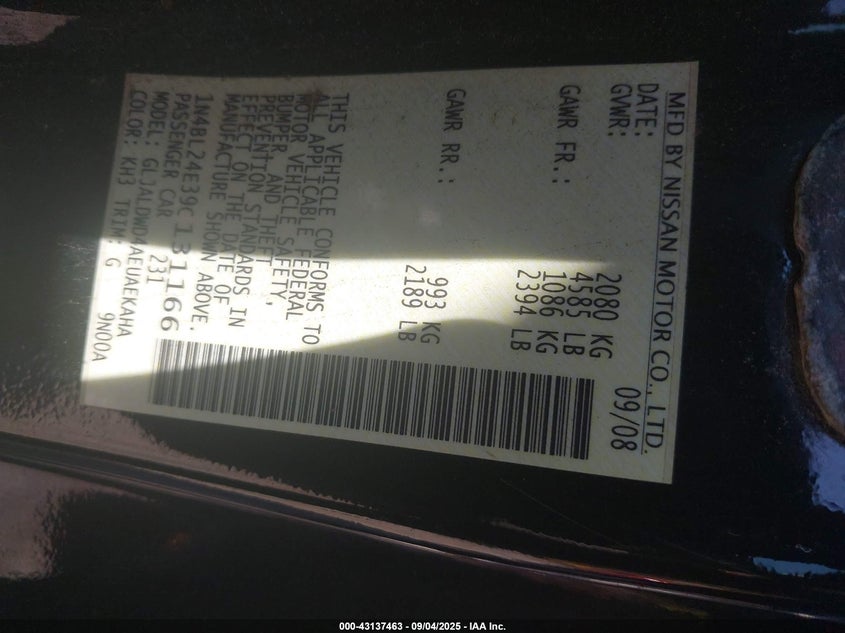 MFD BY NISSAN MOTOR CO., LTD.
DATE: 09/08
GVWR: 2080 KG
4585 LB
GAWR FR.: 1086 KG
2394 LB
GAWR RR.: 993 KG
2189 LB
THIS VEHICLE CONFORMS TO
ALL APPLICABLE FEDERAL
MOTOR VEHICLE SAFETY,
BUMPER AND THEFT
PREVENTION STANDARDS IN
EFFECT ON THE DATE OF
MANUFACTURE SHOWN ABOVE.
1N4BL24E39C131166
PASSENGER CAR 231
MODEL: GLJALDWD4AEUAEKAHA
COLOR: KH3 TRIM: G 9N00A
000-43137463 - 09/04/2025 - IAA Inc.